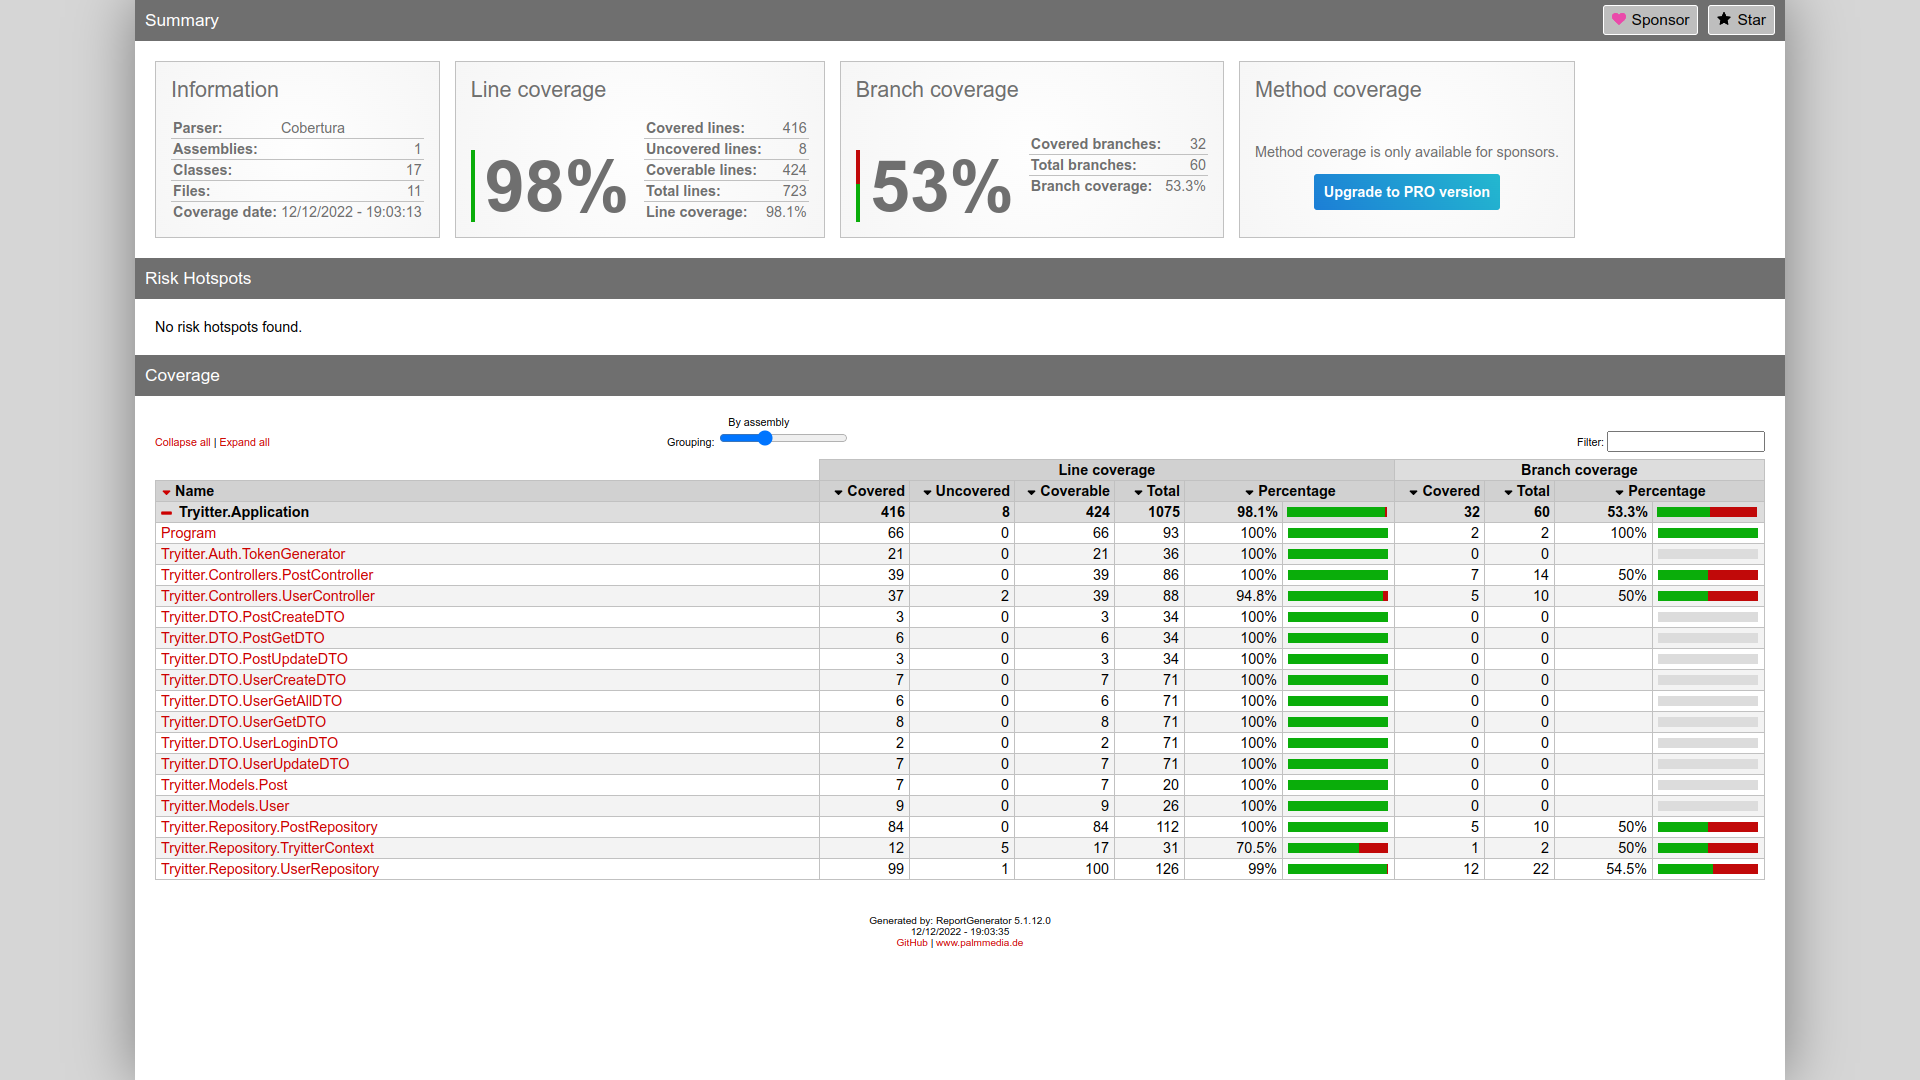 Summary
Sponsor Star
Information
Parser: Cobertura
Assemblies: 1
Classes: 17
Files: 11
Coverage date: 12/12/2022 - 19:03:13
Line coverage
98%
Covered lines: 416
Uncovered lines: 8
Coverable lines: 424
Total lines: 723
Line coverage: 98.1%
Branch coverage
53%
Covered branches: 32
Total branches: 60
Branch coverage: 53.3%
Method coverage
Method coverage is only available for sponsors.
Upgrade to PRO version
Risk Hotspots
No risk hotspots found.
Coverage
Collapse all | Expand all
By assembly
Grouping:
Filter:
Line coverage Branch coverage
Name Covered Uncovered Coverable Total Percentage Covered Total Percentage
Tryitter.Application 416 8 424 1075 98.1% 32 60 53.3%
Program 66 0 66 93 100% 2 2 100%
Tryitter.Auth.TokenGenerator 21 0 21 36 100% 0 0
Tryitter.Controllers.PostController 39 0 39 86 100% 7 14 50%
Tryitter.Controllers.UserController 37 2 39 88 94.8% 5 10 50%
Tryitter.DTO.PostCreateDTO 3 0 3 34 100% 0 0
Tryitter.DTO.PostGetDTO 6 0 6 34 100% 0 0
Tryitter.DTO.PostUpdateDTO 3 0 3 34 100% 0 0
Tryitter.DTO.UserCreateDTO 7 0 7 71 100% 0 0
Tryitter.DTO.UserGetAllDTO 6 0 6 71 100% 0 0
Tryitter.DTO.UserGetDTO 8 0 8 71 100% 0 0
Tryitter.DTO.UserLoginDTO 2 0 2 71 100% 0 0
Tryitter.DTO.UserUpdateDTO 7 0 7 71 100% 0 0
Tryitter.Models.Post 7 0 7 20 100% 0 0
Tryitter.Models.User 9 0 9 26 100% 0 0
Tryitter.Repository.PostRepository 84 0 84 112 100% 5 10 50%
Tryitter.Repository.TryitterContext 12 5 17 31 70.5% 1 2 50%
Tryitter.Repository.UserRepository 99 1 100 126 99% 12 22 54.5%
Generated by: ReportGenerator 5.1.12.0
12/12/2022 - 19:03:35
GitHub | www.palmmedia.de